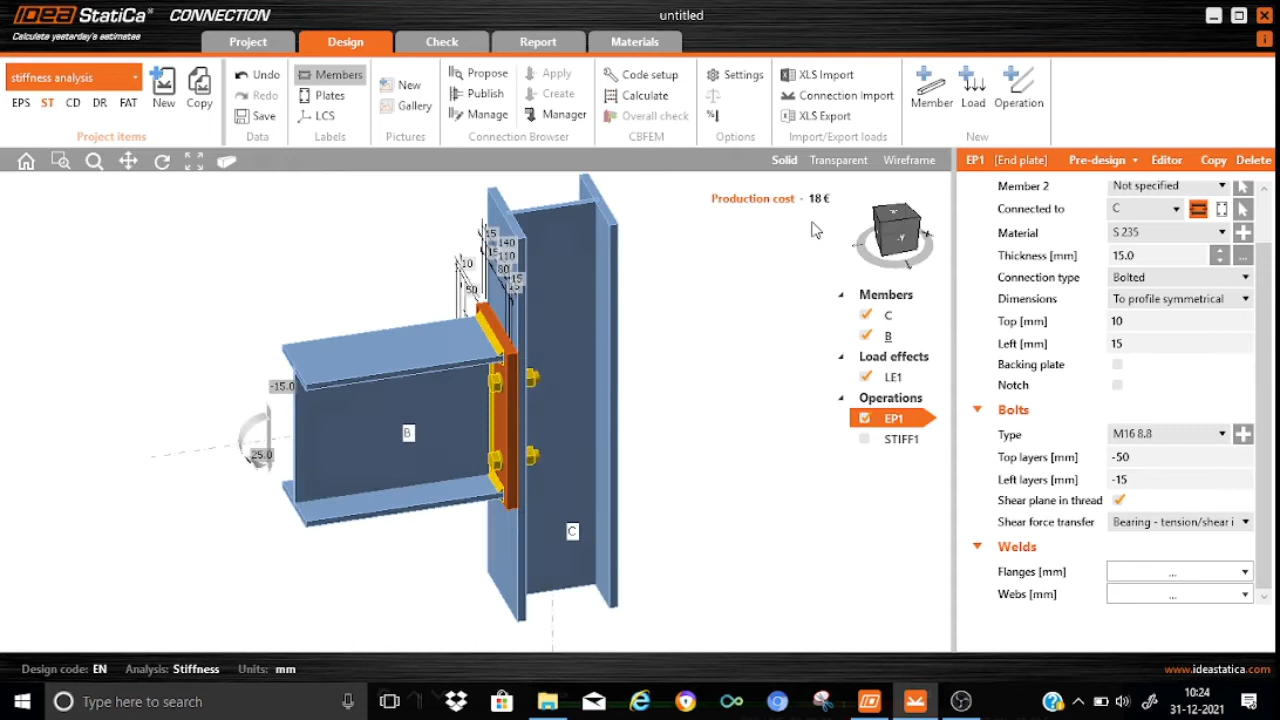 IDEA StatiCa® CONNECTION
Calculate yesterday's estimates
untitled
Project Design Check Report Materials
stiffness analysis
EPS ST CD DR FAT
New Copy
Project items
Undo
Redo
Save
Data
Members
Plates
LCS
Labels
New
Gallery
Pictures
Propose
Publish
Manage
Apply
Create
Manager
Connection Browser
Code setup
Calculate
Overall check
CBFEM
Settings
Options
XLS Import
Connection Import
XLS Export
Import/Export loads
Member Load Operation
New
Solid Transparent Wireframe
EP1 [End plate] Pre-design Editor Copy Delete
Production cost - 18 €
-Y
Members
C
B
Load effects
LE1
Operations
EP1
STIFF1
15
140
110
80
15
10
50
-15.0
25.0
B
C
Member 2 Not specified
Connected to C
Material S 235
Thickness [mm] 15.0
Connection type Bolted
Dimensions To profile symmetrical
Top [mm] 10
Left [mm] 15
Backing plate
Notch
Bolts
Type M16 8.8
Top layers [mm] -50
Left layers [mm] -15
Shear plane in thread
Shear force transfer Bearing - tension/shear i
Welds
Flanges [mm] ...
Webs [mm] ...
Design code: EN Analysis: Stiffness Units: mm
www.ideastatica.com
Type here to search
10:24
31-12-2021